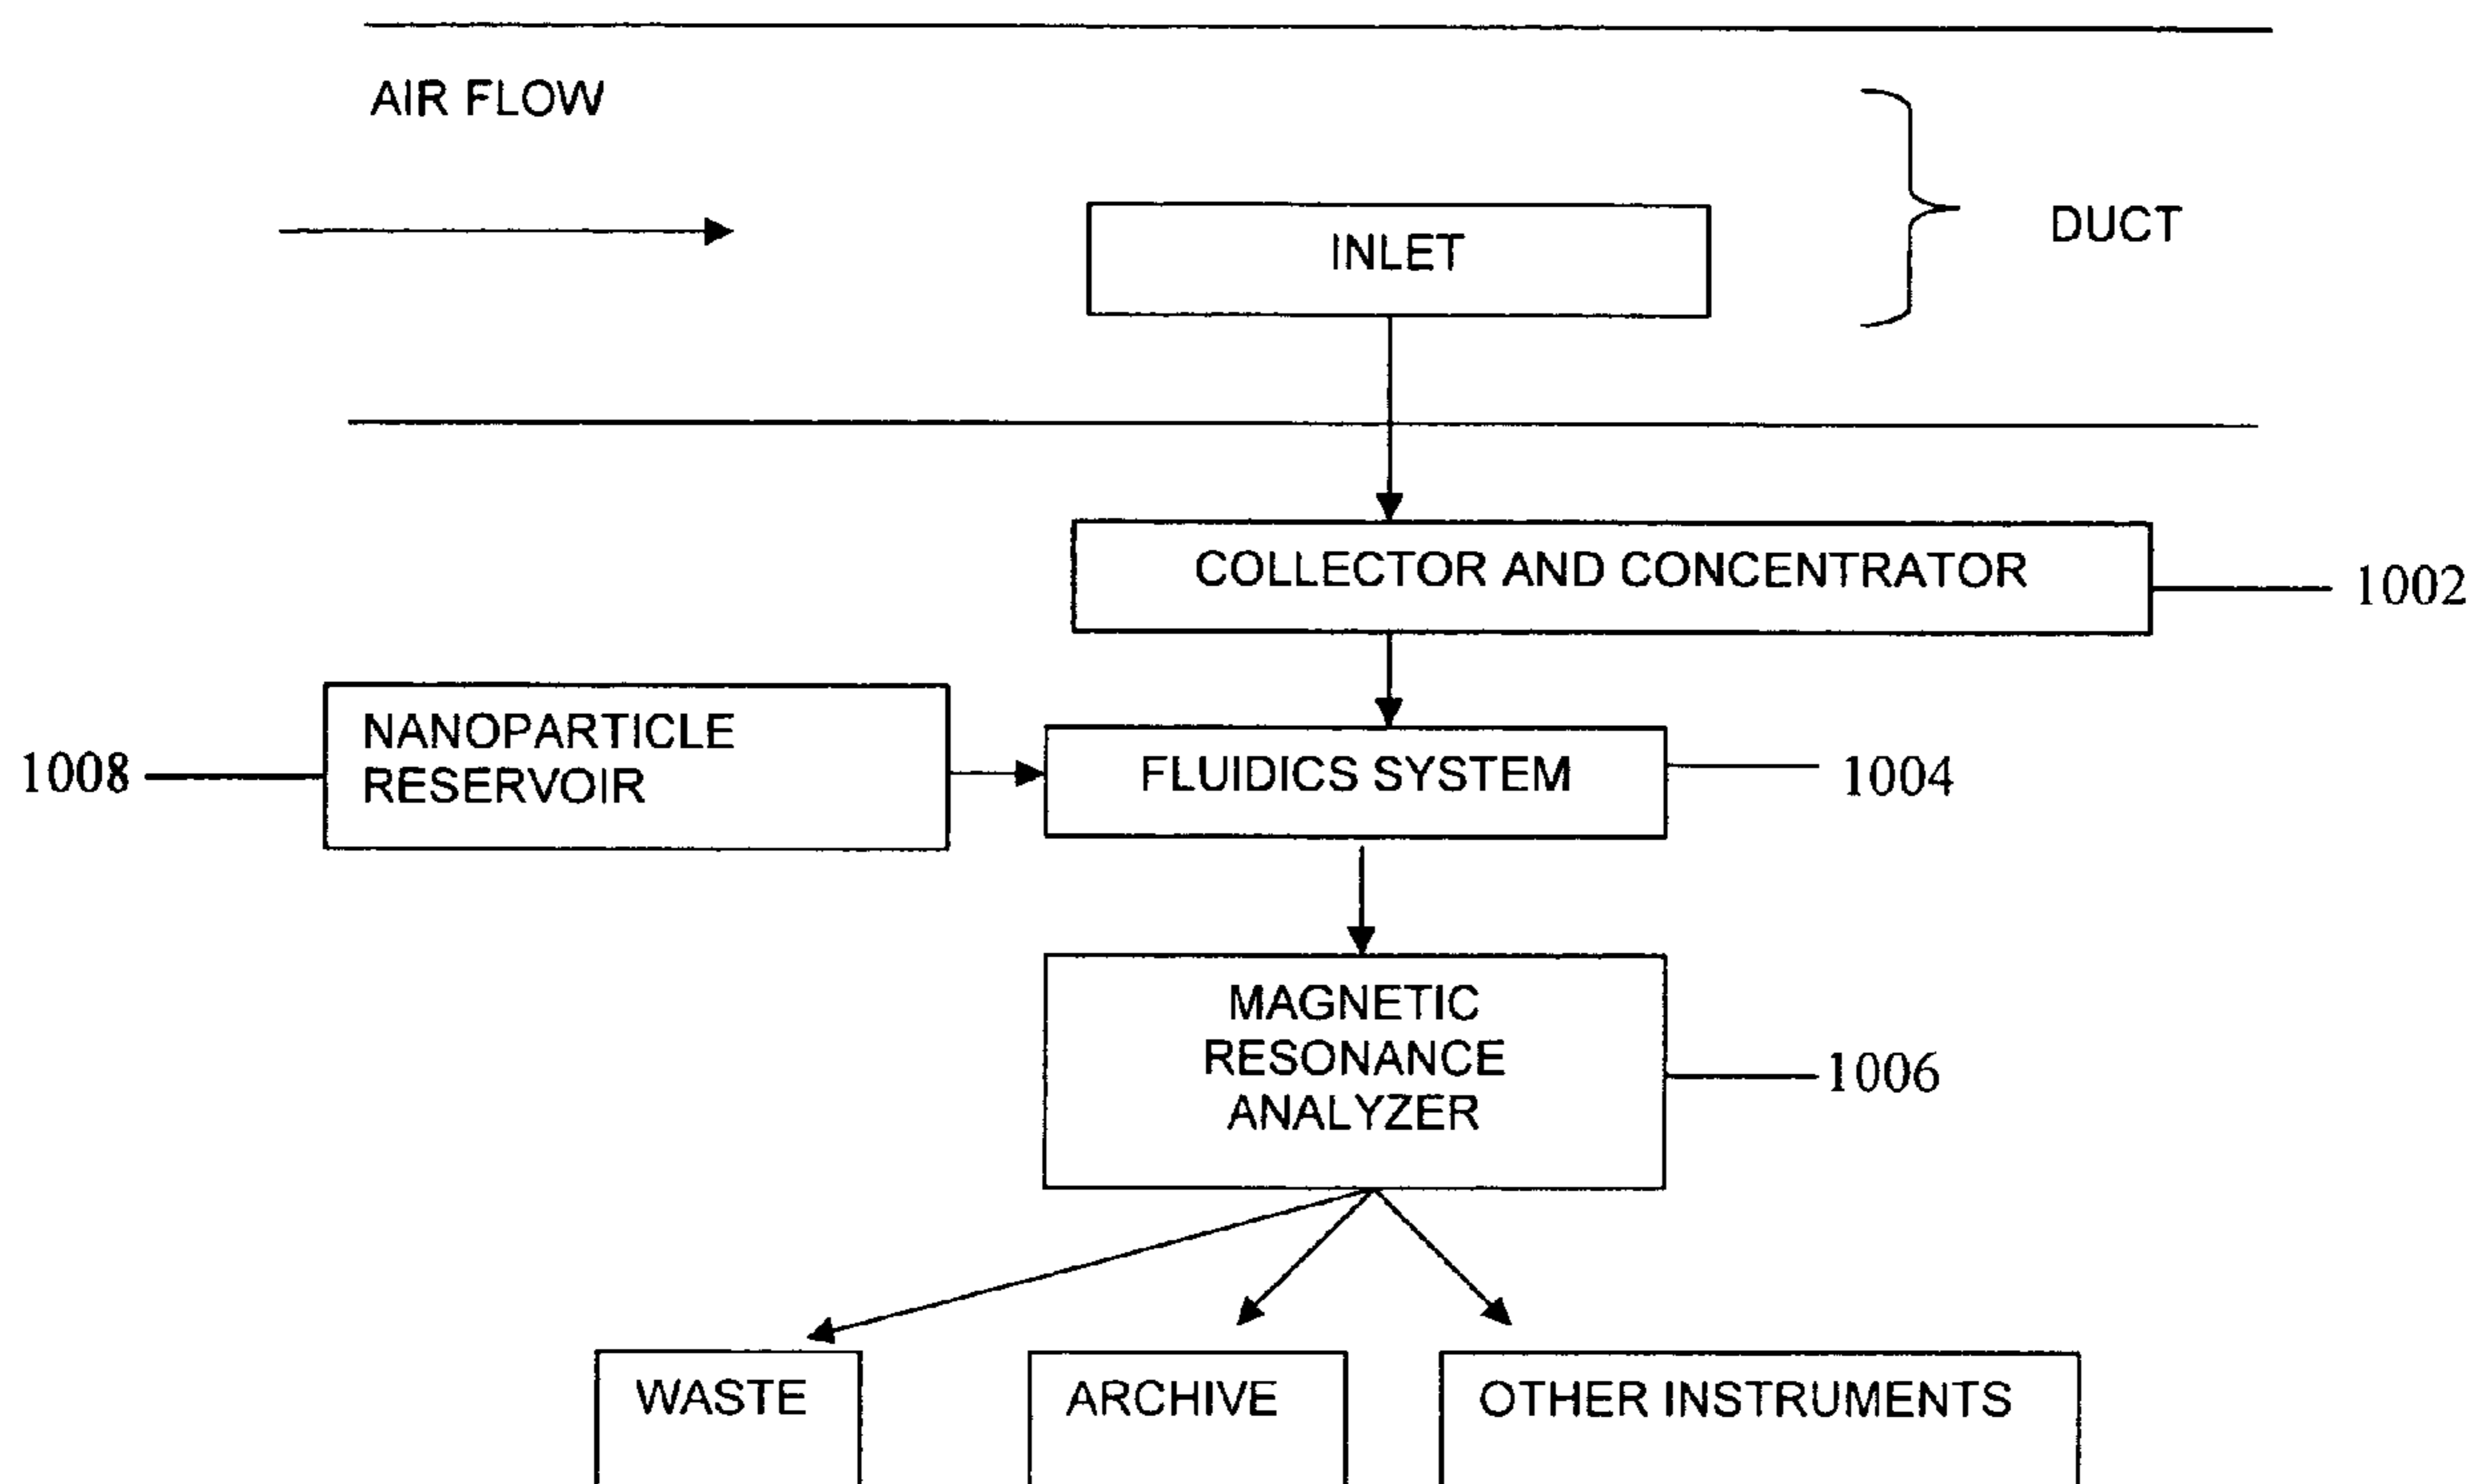 AIR FLOW
INLET
DUCT
COLLECTOR AND CONCENTRATOR
1002
NANOPARTICLE
RESERVOIR
1008
FLUIDICS SYSTEM
1004
MAGNETIC
RESONANCE
ANALYZER
1006
WASTE
ARCHIVE
OTHER INSTRUMENTS